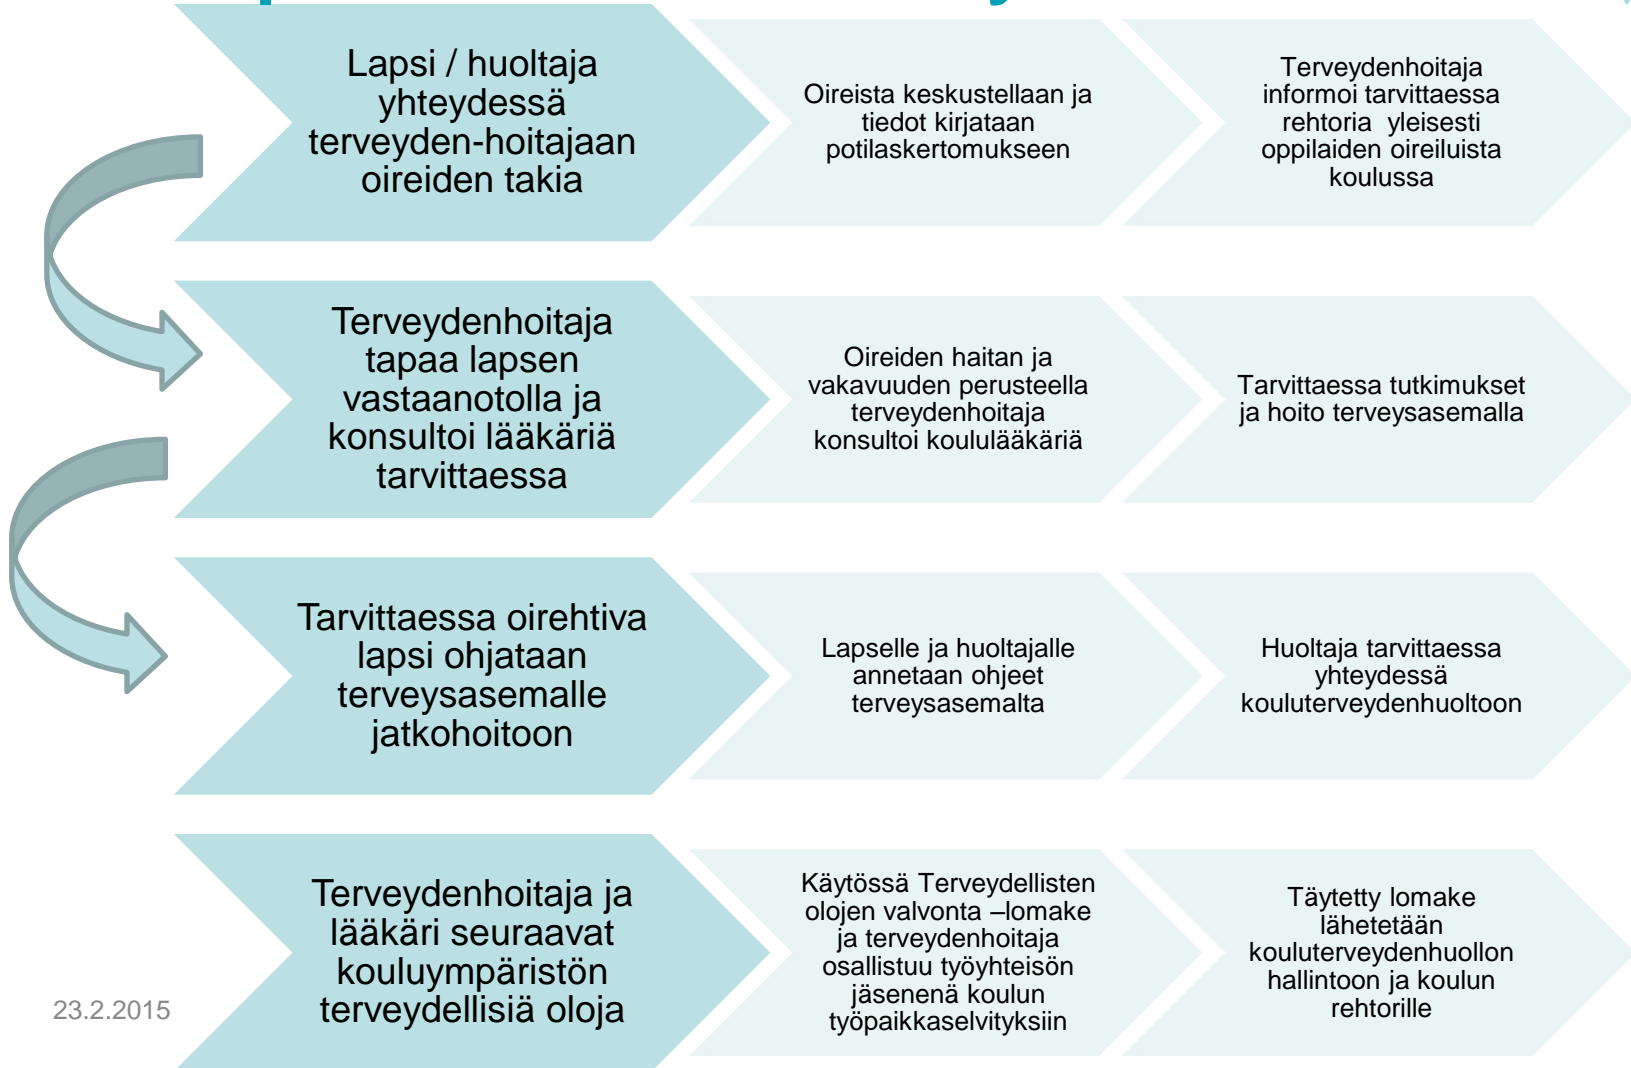 Lapsi / huoltaja
yhteydessä
terveyden-hoitajaan
oireiden takia
Oireista keskustellaan ja
tiedot kirjataan
potilaskertomukseen
Terveydenhoitaja
informoi tarvittaessa
rehtoria yleisesti
oppilaiden oireiluista
koulussa
Terveydenhoitaja
tapaa lapsen
vastaanotolla ja
konsultoi lääkäriä
tarvittaessa
Oireiden haitan ja
vakavuuden perusteella
terveydenhoitaja
konsultoi koululääkäriä
Tarvittaessa tutkimukset
ja hoito terveysasemalla
Tarvittaessa oirehtiva
lapsi ohjataan
terveysasemalle
jatkohoitoon
Lapselle ja huoltajalle
annetaan ohjeet
terveysasemalta
Huoltaja tarvittaessa
yhteydessä
kouluterveydenhuoltoon
Terveydenhoitaja ja
lääkäri seuraavat
kouluympäristön
terveydellisiä oloja
Käytössä Terveydellisten
olojen valvonta –lomake
ja terveydenhoitaja
osallistuu työyhteisön
jäsenenä koulun
työpaikkaselvityksiin
Täytetty lomake
lähetetään
kouluterveydenhuollon
hallintoon ja koulun
rehtorille
23.2.2015